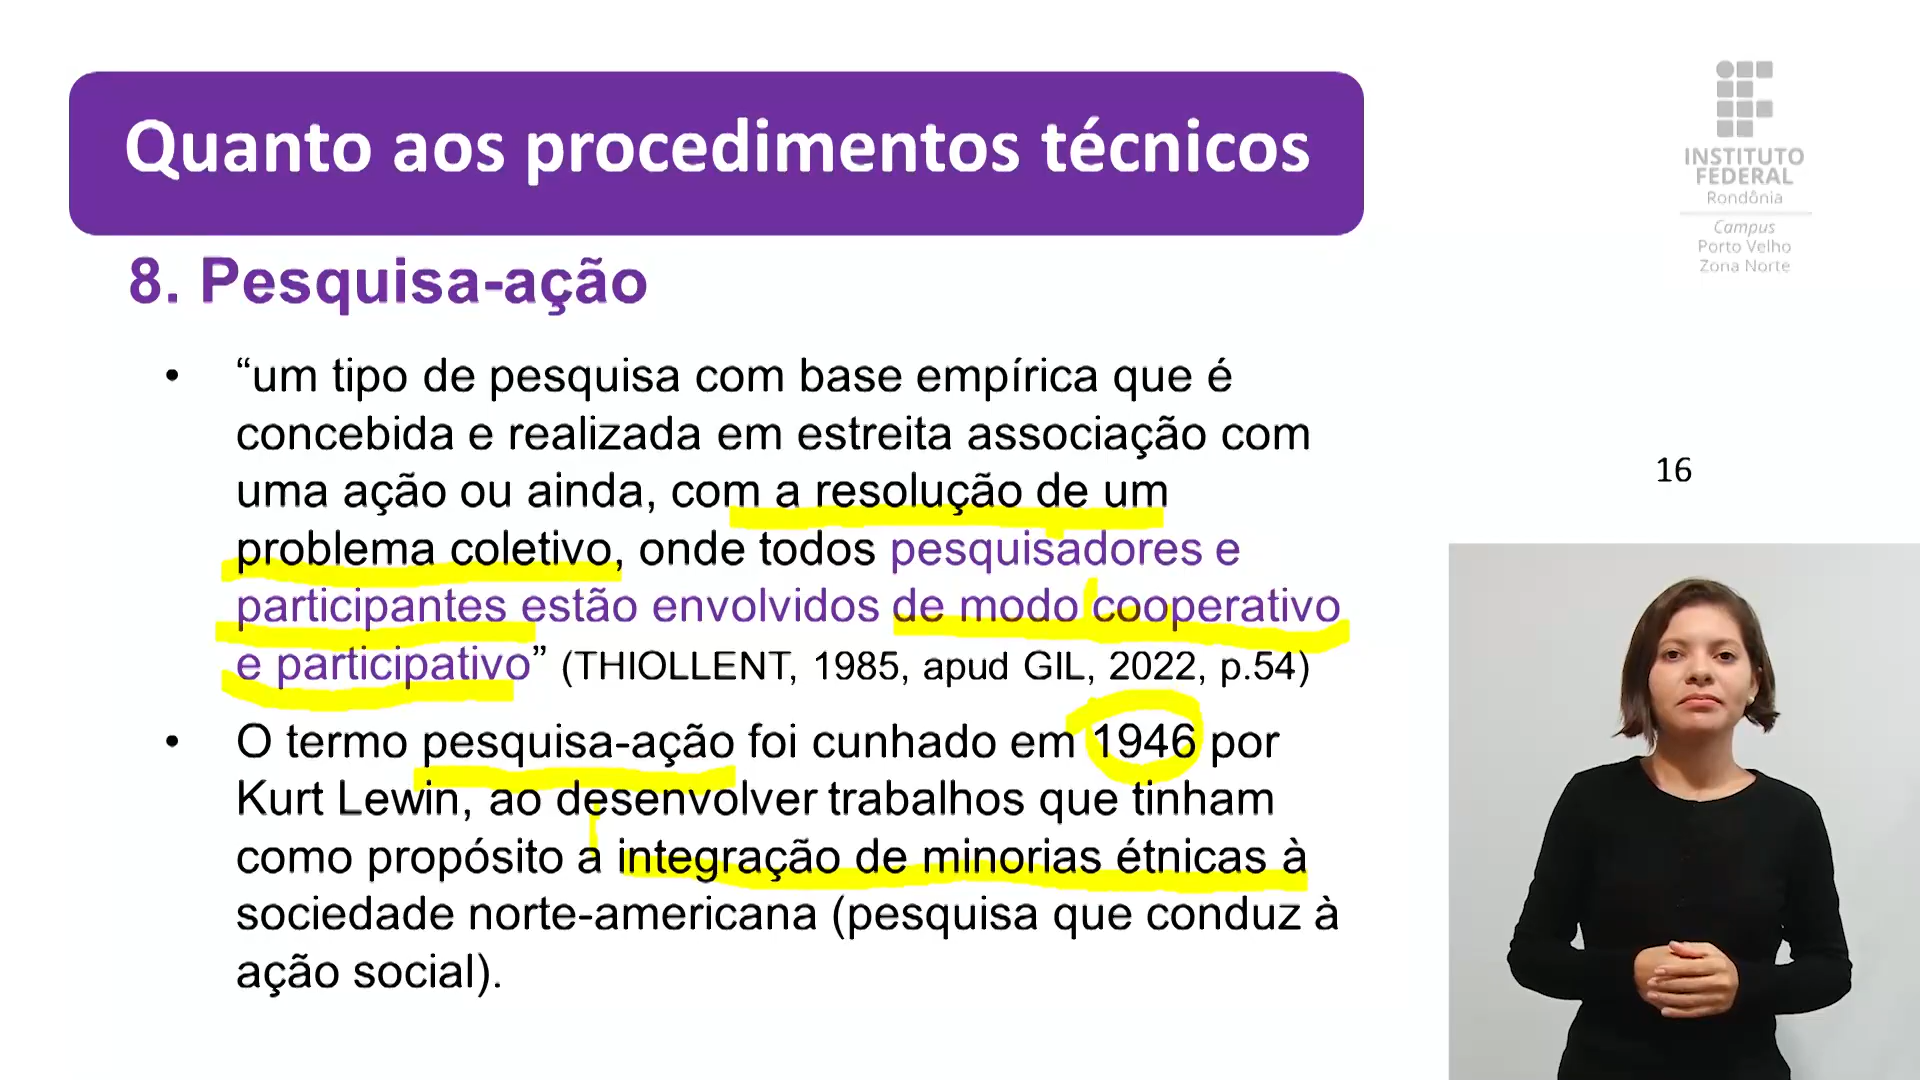 Quanto aos procedimentos técnicos
INSTITUTO
FEDERAL
Rondônia
Campus
Porto Velho
Zona Norte
8. Pesquisa-ação
• “um tipo de pesquisa com base empírica que é
concebida e realizada em estreita associação com
uma ação ou ainda, com a resolução de um
problema coletivo, onde todos pesquisadores e
participantes estão envolvidos de modo cooperativo
e participativo” (THIOLLENT, 1985, apud GIL, 2022, p.54)
• O termo pesquisa-ação foi cunhado em 1946 por
Kurt Lewin, ao desenvolver trabalhos que tinham
como propósito a integração de minorias étnicas à
sociedade norte-americana (pesquisa que conduz à
ação social).
16